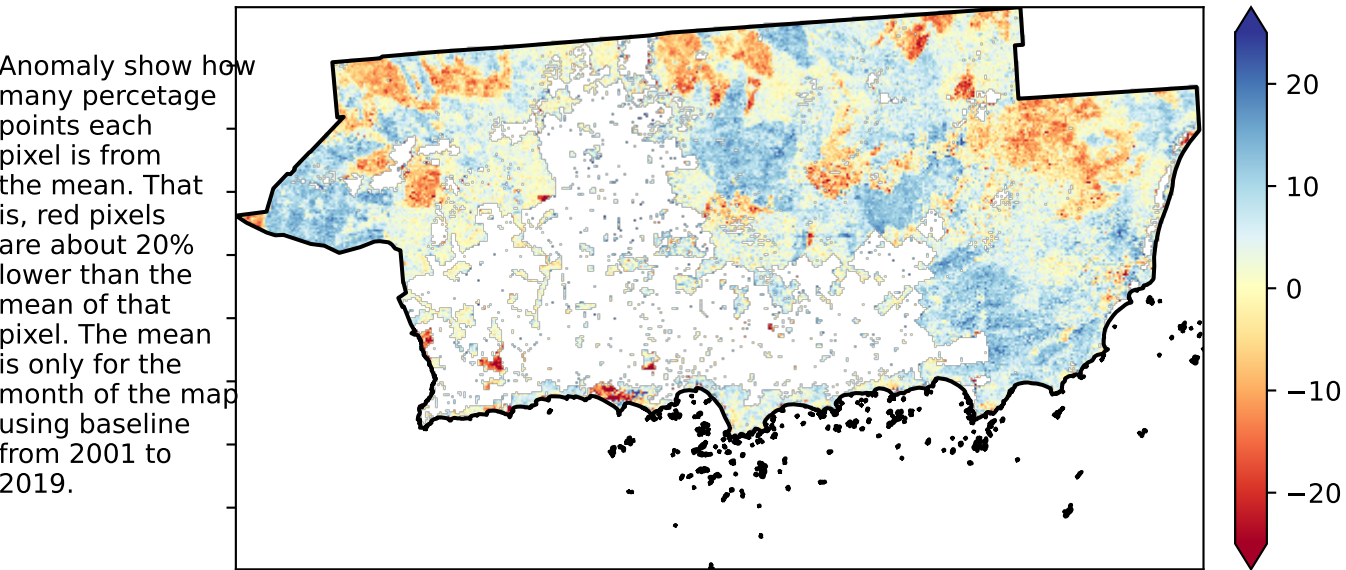 Anomaly show how
many percetage
points each
pixel is from
the mean. That
is, red pixels
are about 20%
lower than the
mean of that
pixel. The mean
is only for the
month of the map
using baseline
from 2001 to
2019.
20
10
0
−10
−20